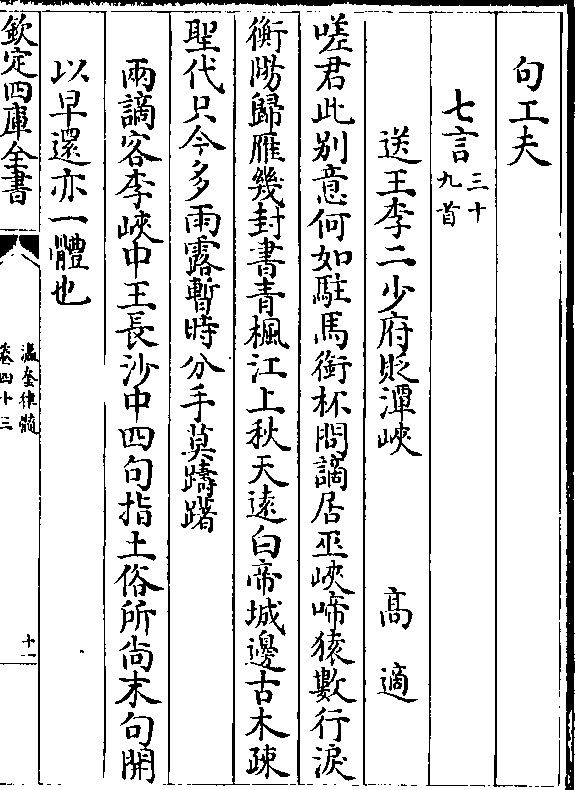 句工夫
七言三十九首
送王李二少府貶潭峽　高適
嗟君此别意何如駐馬銜杯問謫居巫峽啼猿數行淚
衡陽歸雁幾封書青楓江上秋天遠白帝城邊古木疎
聖代只今多雨露暫時分手莫躊躇
兩謫客李峽中王長沙中四句指土俗所尚末句開
以早還亦一體也
欽定四庫全書
瀛奎律髓
卷四十三
十一